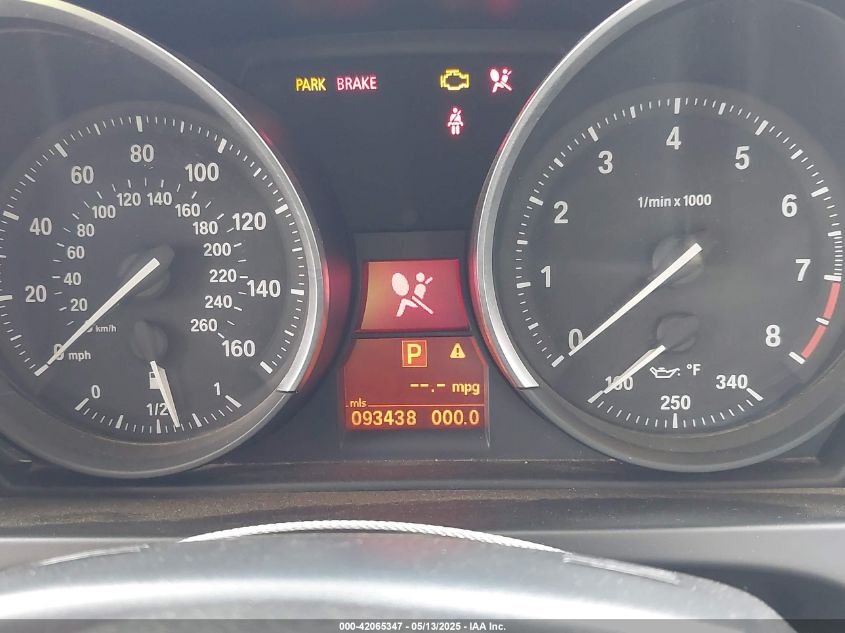 PARK BRAKE
20 40 60 80 100 120 140 160
20 40 60 80 100 120 140 160 180 200 220 240 260
km/h
0 mph
0 1/2 1
P
--.- mpg
mls
093438 000.0
0 1 2 3 4 5 6 7 8
1/min x 1000
°F
250 340
000-42065347 - 05/13/2025 - IAA Inc.